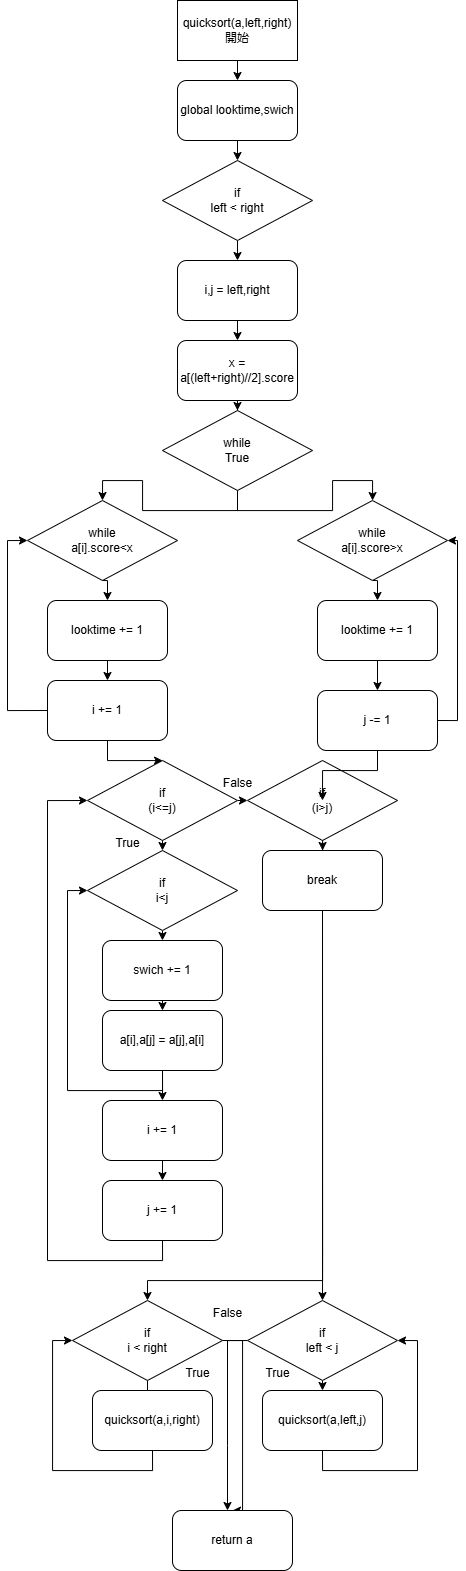 quicksort(a,left,right)
開始
global looktime,swich
if
left < right
i,j = left,right
x =
a[(left+right)//2].score
while
True
while
a[i].score<x
while
a[i].score>x
looktime += 1
looktime += 1
i += 1
j -= 1
if
(i<=j)
False
if
(i>j)
True
if
i<j
break
swich += 1
a[i],a[j] = a[j],a[i]
i += 1
j += 1
False
if
i < right
if
left < j
True
True
quicksort(a,i,right)
quicksort(a,left,j)
return a